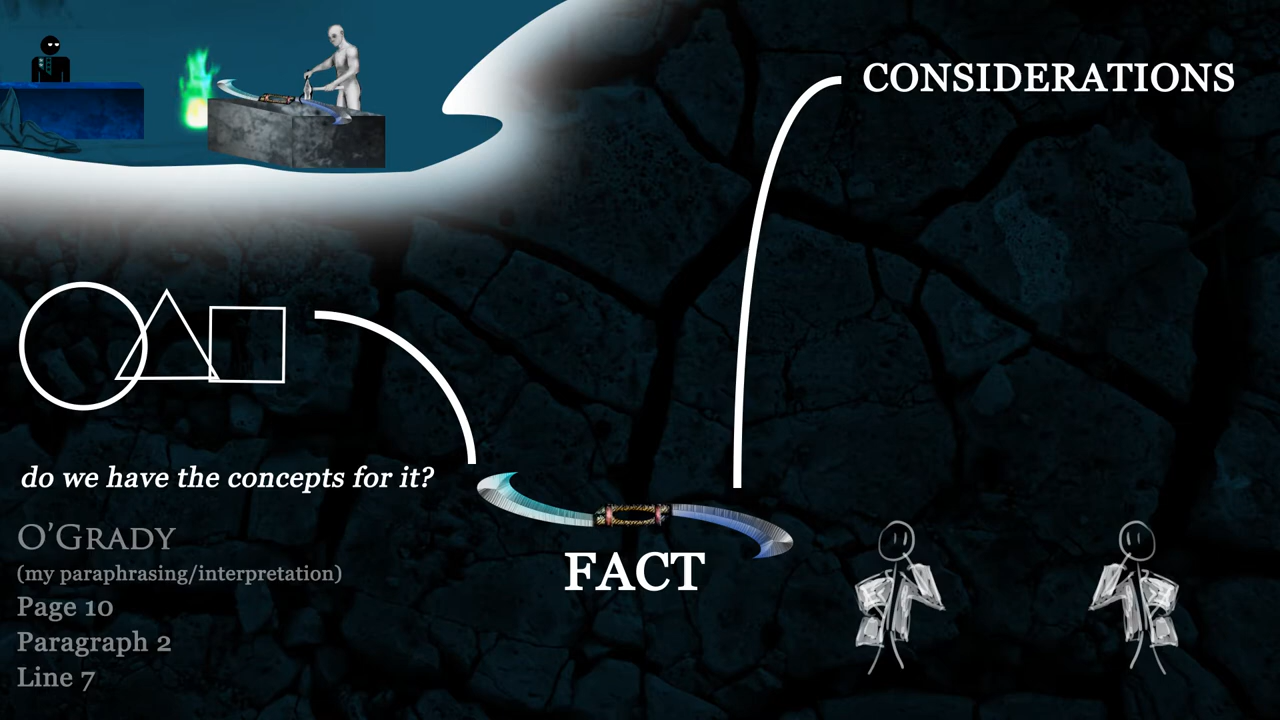 CONSIDERATIONS
do we have the concepts for it?
FACT
O'GRADY
(my paraphrasing/interpretation)
Page 10
Paragraph 2
Line 7